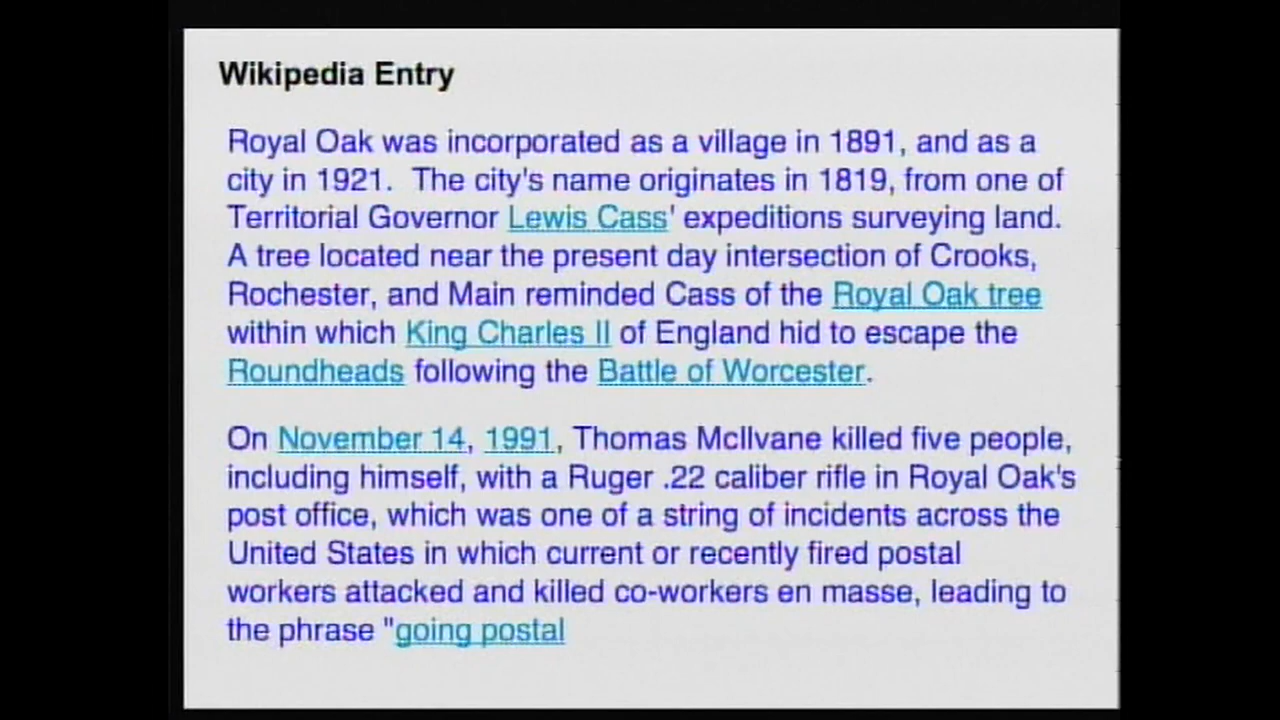 Wikipedia Entry
Royal Oak was incorporated as a village in 1891, and as a
city in 1921.  The city's name originates in 1819, from one of
Territorial Governor Lewis Cass' expeditions surveying land.
A tree located near the present day intersection of Crooks,
Rochester, and Main reminded Cass of the Royal Oak tree
within which King Charles II of England hid to escape the
Roundheads following the Battle of Worcester.
On November 14, 1991, Thomas McIlvane killed five people,
including himself, with a Ruger .22 caliber rifle in Royal Oak's
post office, which was one of a string of incidents across the
United States in which current or recently fired postal
workers attacked and killed co-workers en masse, leading to
the phrase "going postal